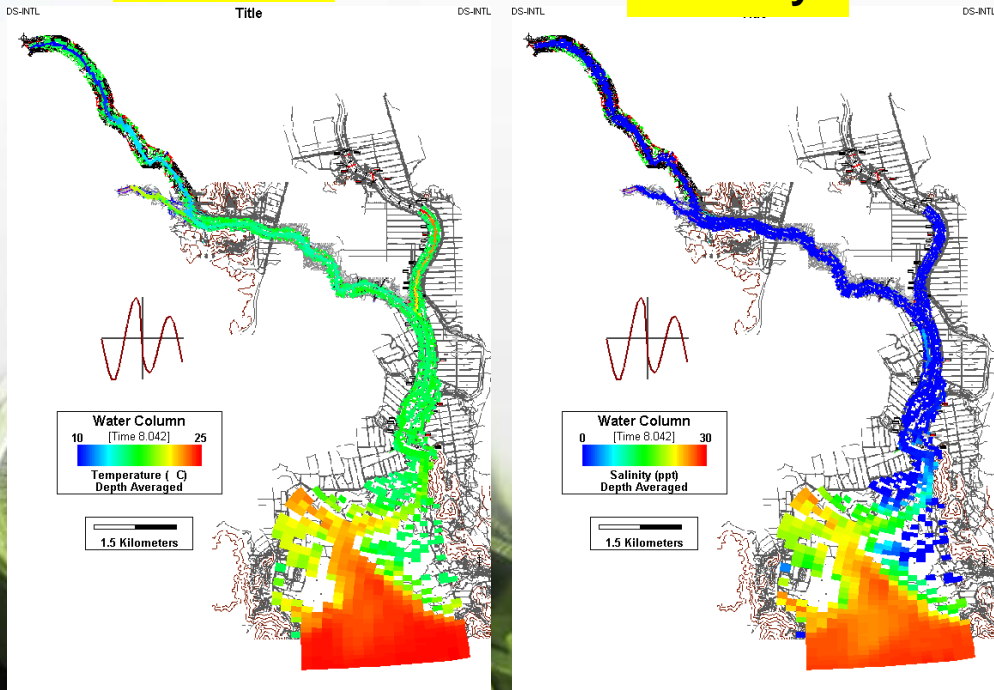 DS-INTL
Title
DS-INTL
Water Column
[Time 8.042]
10
25
Temperature ( C)
Depth Averaged
1.5 Kilometers
DS-INTL
DS-INTL
Water Column
[Time 8.042]
0
30
Salinity (ppt)
Depth Averaged
1.5 Kilometers